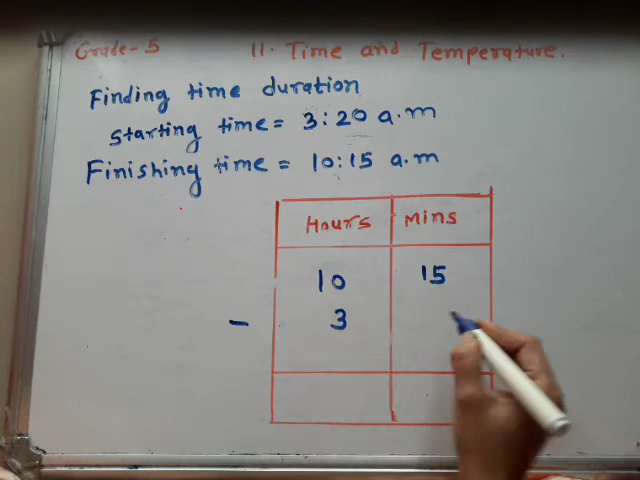 Grade-5 11. Time and Temperature.
Finding time duration
Starting time = 3:20 a.m
Finishing time = 10:15 a.m
Hours Mins
10 15
- 3